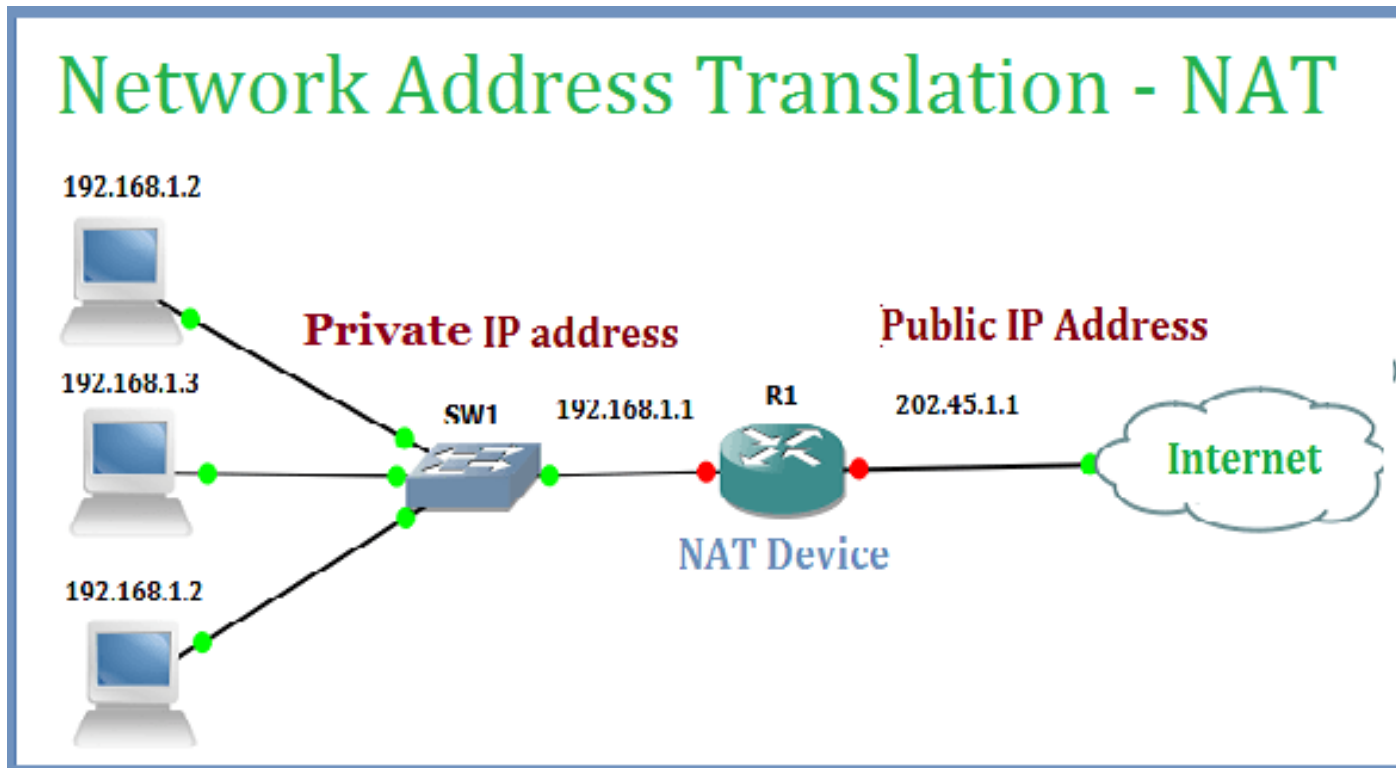 Network Address Translation - NAT
192.168.1.2
Private IP address
Public IP Address
192.168.1.3
SW1
192.168.1.1
R1
202.45.1.1
Internet
NAT Device
192.168.1.2